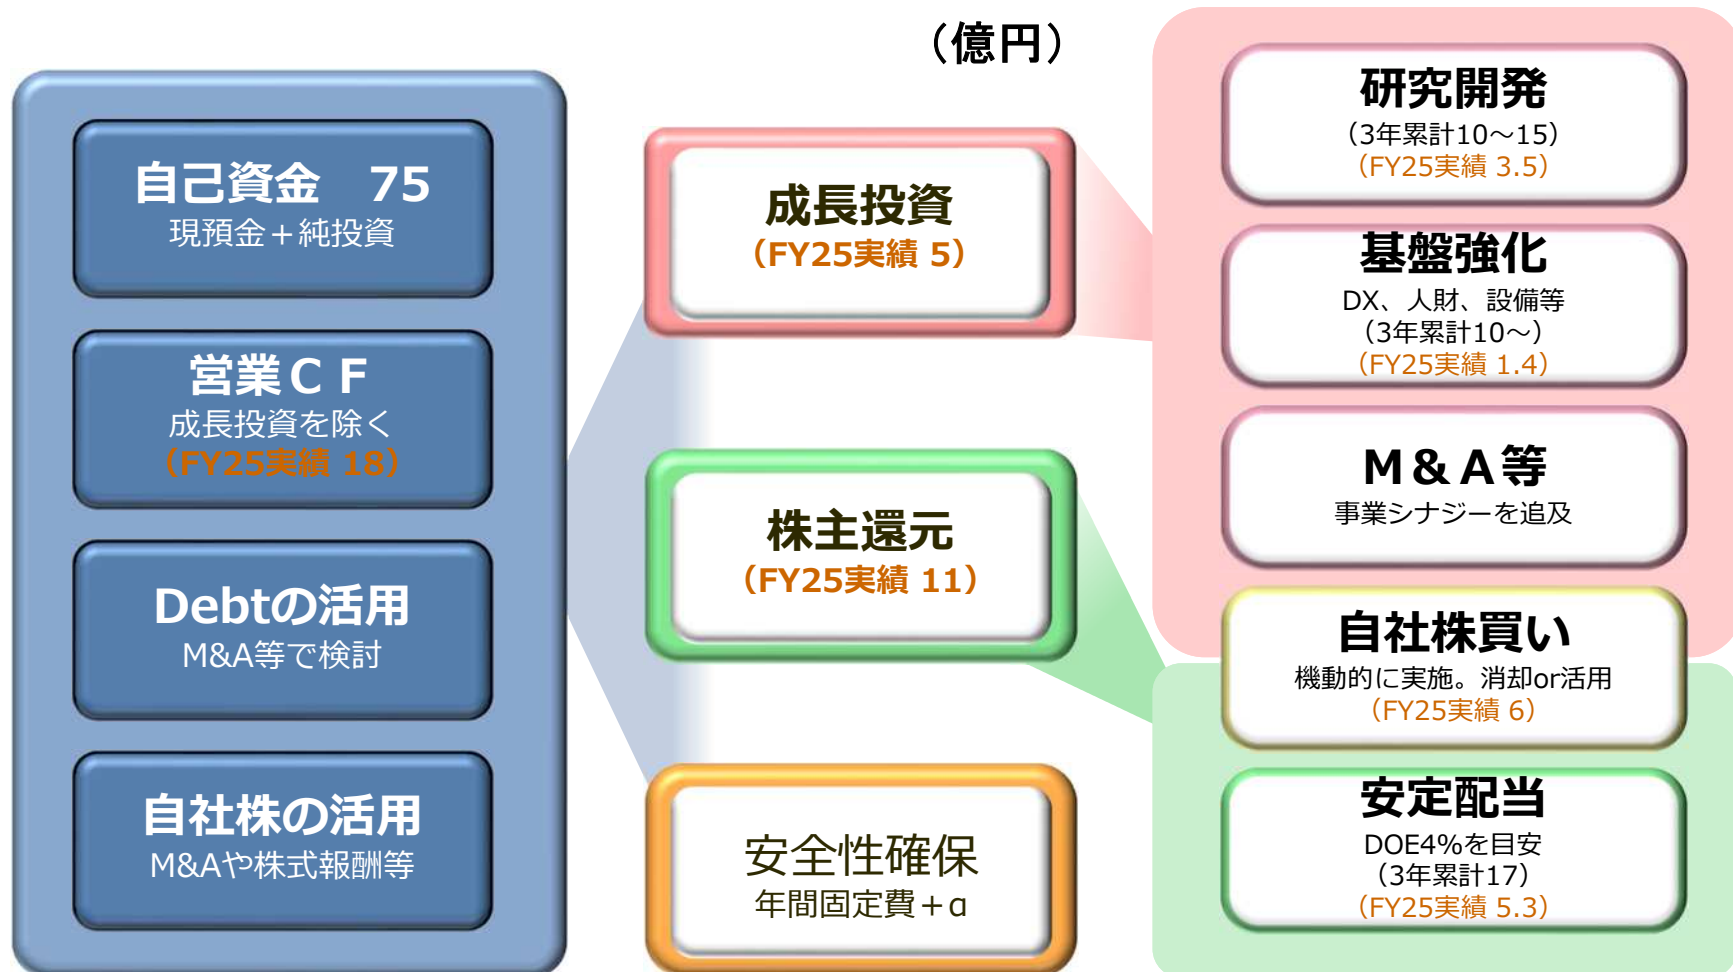 （億円）
自己資金　75
現預金＋純投資
営業ＣＦ
成長投資を除く
（FY25実績 18）
Debtの活用
M&A等で検討
自社株の活用
M&Aや株式報酬等
成長投資
（FY25実績 5）
株主還元
（FY25実績 11）
安全性確保
年間固定費＋α
研究開発
（3年累計10～15）
（FY25実績 3.5）
基盤強化
DX、人財、設備等
（3年累計10～）
（FY25実績 1.4）
Ｍ＆Ａ等
事業シナジーを追及
自社株買い
機動的に実施。消却or活用
（FY25実績 6）
安定配当
DOE4%を目安
（3年累計17）
（FY25実績 5.3）